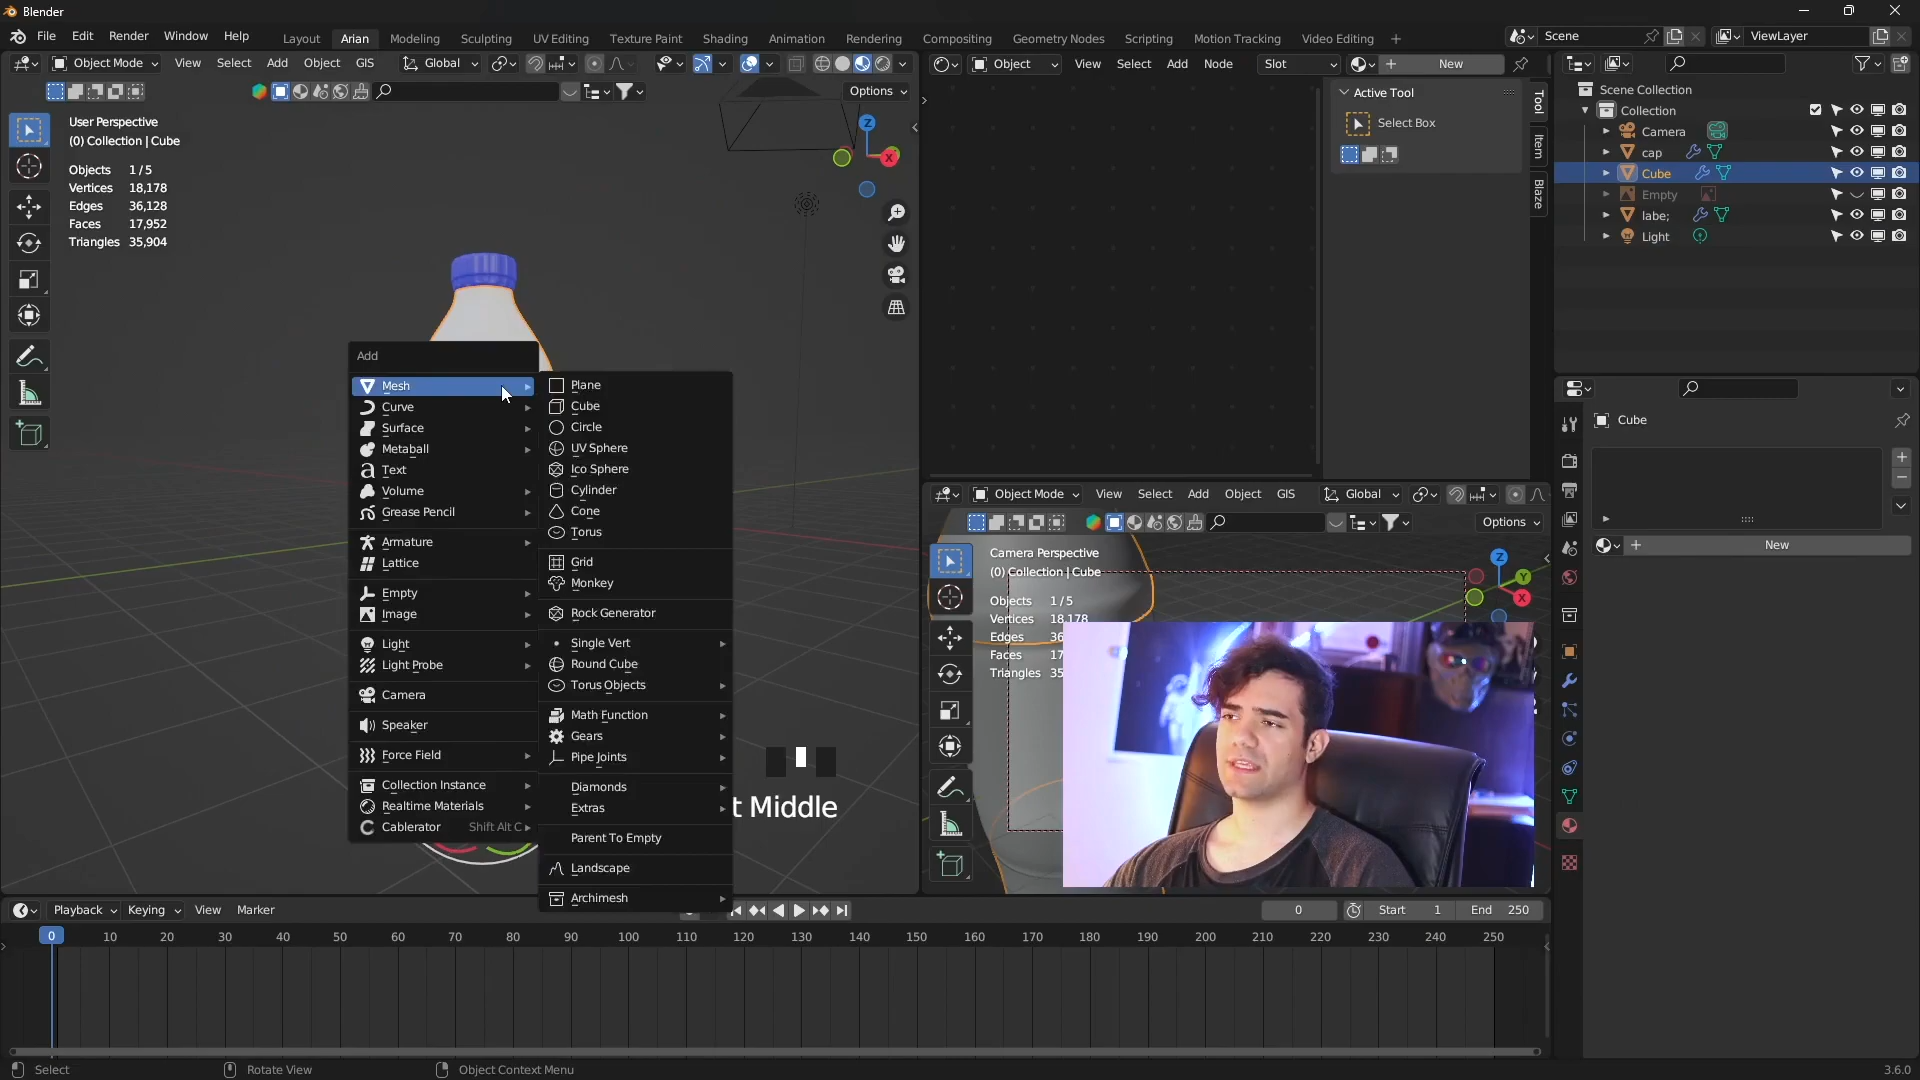 Blender
File Edit Render Window Help Layout Arian Modeling Sculpting UV Editing Texture Paint Shading Animation Rendering Compositing Geometry Nodes Scripting Motion Tracking Video Editing + Scene ViewLayer
Object Mode View Select Add Object GIS Global Object View Select Add Node Slot New
Options
User Perspective
(0) Collection | Cube
Objects 1/5
Vertices 18,178
Edges 36,128
Faces 17,952
Triangles 35,904
Z
X
Add
Mesh
Curve
Surface
Metaball
Text
Volume
Grease Pencil
Armature
Lattice
Empty
Image
Light
Light Probe
Camera
Speaker
Force Field
Collection Instance
Realtime Materials
Cablerator Shift Alt C
Plane
Cube
Circle
UV Sphere
Ico Sphere
Cylinder
Cone
Torus
Grid
Monkey
Rock Generator
Single Vert
Round Cube
Torus Objects
Math Function
Gears
Pipe Joints
Diamonds
Extras
Parent To Empty
Landscape
Archimesh
t Middle
Active Tool
Select Box
Tool
Item
Blaze
Object Mode View Select Add Object GIS Global
Options
Camera Perspective
(0) Collection | Cube
Objects 1/5
Vertices 18,178
Edges 36
Faces 17
Triangles 35
Z
Y
X
Scene Collection
Collection
Camera
cap
Cube
Empty
labe;
Light
Cube
New
Playback Keying View Marker 0 Start 1 End 250
0 10 20 30 40 50 60 70 80 90 100 110 120 130 140 150 160 170 180 190 200 210 220 230 240 250
Select Rotate View Object Context Menu 3.6.0